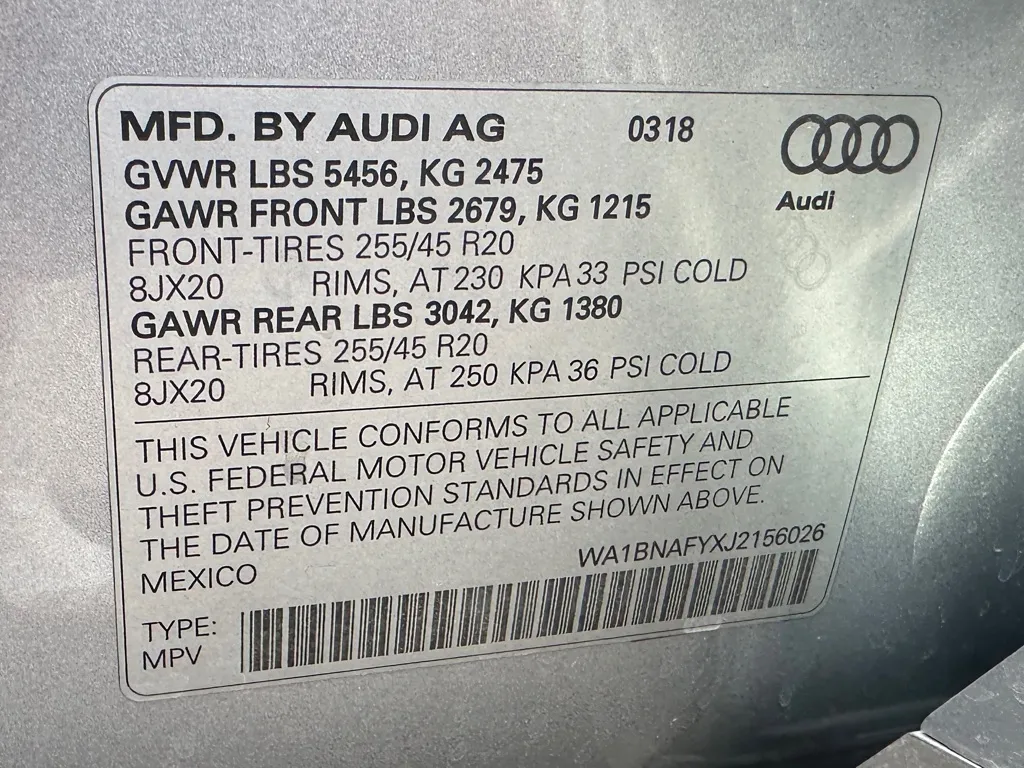 MFD. BY AUDI AG 0318
Audi
GVWR LBS 5456, KG 2475
GAWR FRONT LBS 2679, KG 1215
FRONT-TIRES 255/45 R20
8JX20 RIMS, AT 230 KPA 33 PSI COLD
GAWR REAR LBS 3042, KG 1380
REAR-TIRES 255/45 R20
8JX20 RIMS, AT 250 KPA 36 PSI COLD
THIS VEHICLE CONFORMS TO ALL APPLICABLE
U.S. FEDERAL MOTOR VEHICLE SAFETY AND
THEFT PREVENTION STANDARDS IN EFFECT ON
THE DATE OF MANUFACTURE SHOWN ABOVE.
MEXICO WA1BNAFYXJ2156026
TYPE:
MPV